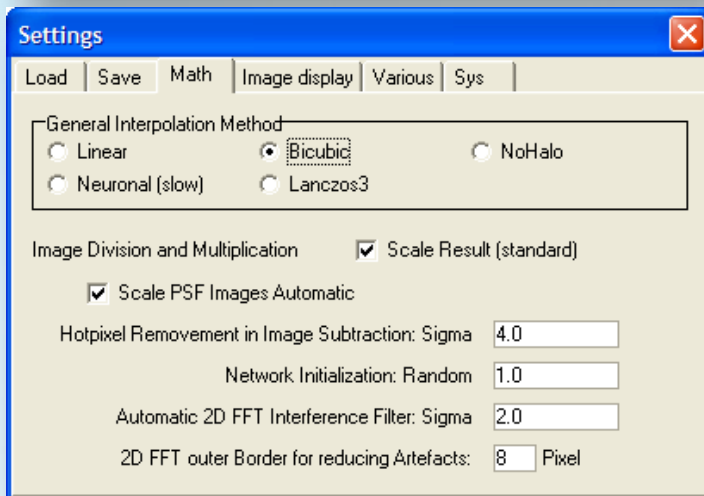 Settings
Load Save Math Image display Various Sys
General Interpolation Method
Linear Bicubic NoHalo
Neuronal (slow) Lanczos3
Image Division and Multiplication Scale Result (standard)
Scale PSF Images Automatic
Hotpixel Removement in Image Subtraction: Sigma 4.0
Network Initialization: Random 1.0
Automatic 2D FFT Interference Filter: Sigma 2.0
2D FFT outer Border for reducing Artefacts: 8 Pixel